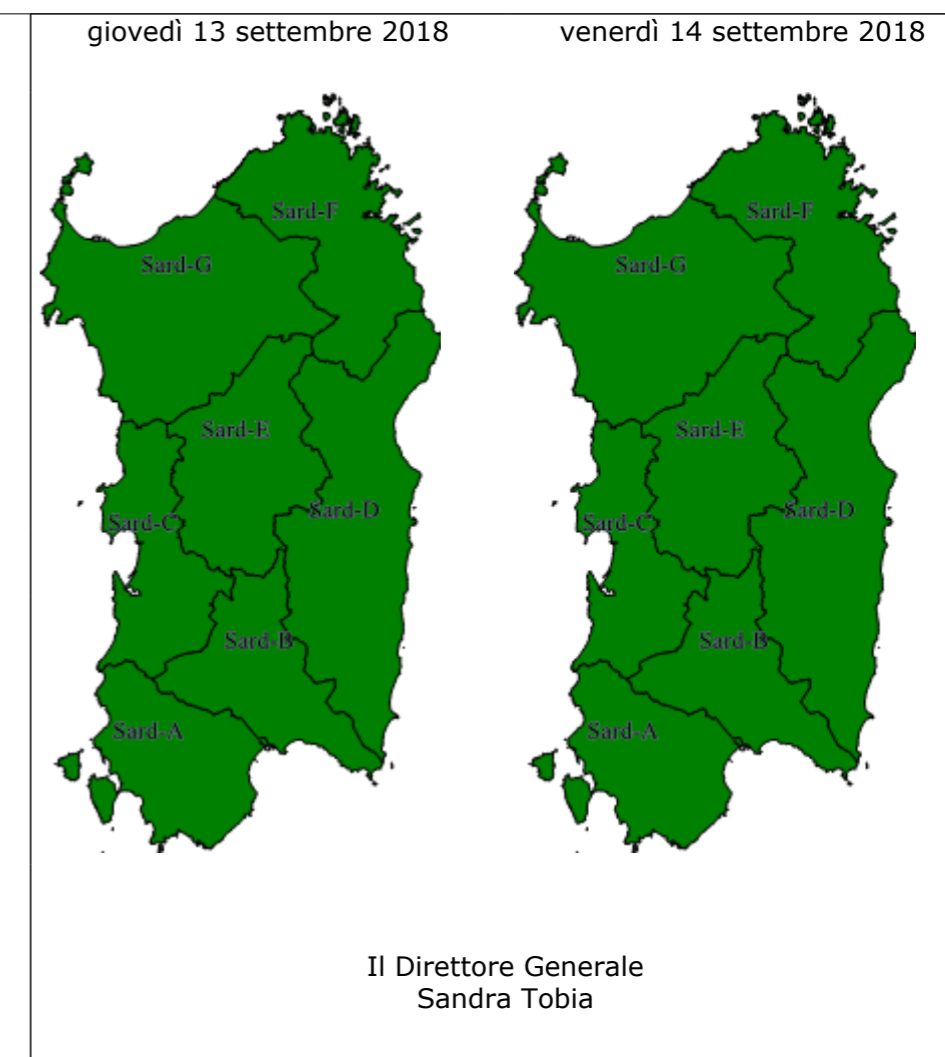 giovedì 13 settembre 2018
venerdì 14 settembre 2018
Sard-F
Sard-G
Sard-E
Sard-D
Sard-C
Sard-B
Sard-A
Sard-F
Sard-G
Sard-E
Sard-D
Sard-C
Sard-B
Sard-A
Il Direttore Generale
Sandra Tobia